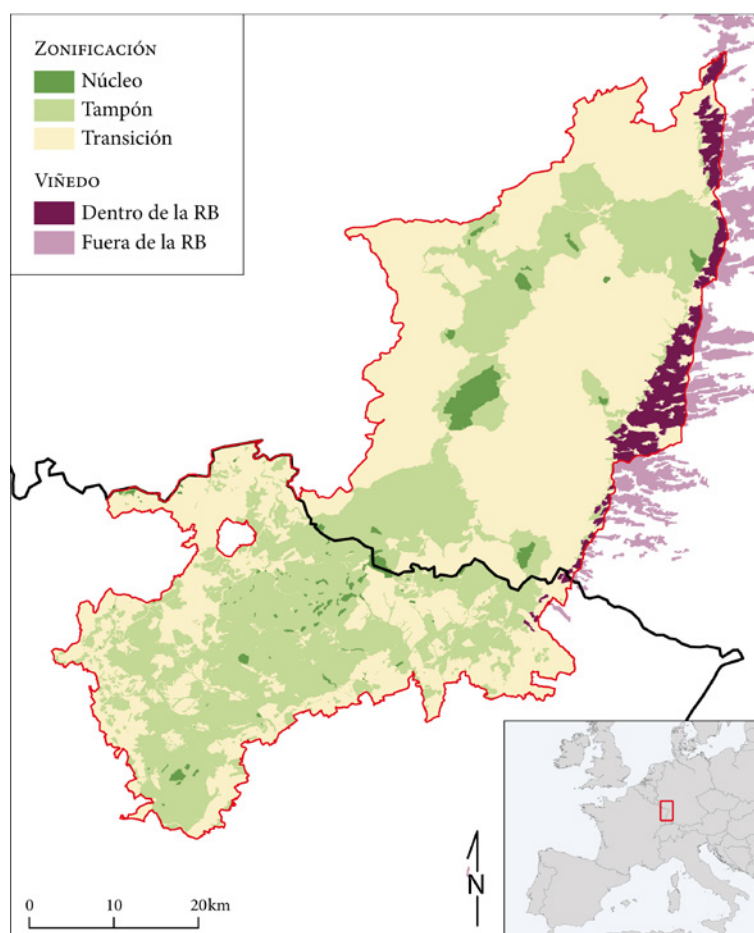 ZONIFICACIÓN
Núcleo
Tampón
Transición
VIÑEDO
Dentro de la RB
Fuera de la RB
N
0 10 20km